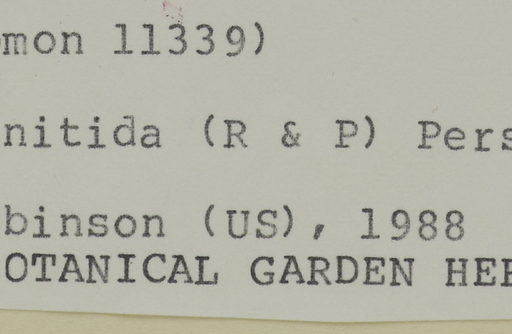 mon 11339)
nitida (R & P) Pers
binson (US), 1988
OTANICAL GARDEN HER